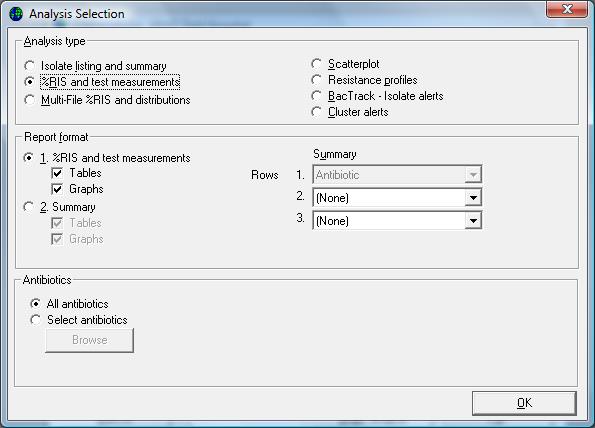 Analysis Selection
Analysis type
Isolate listing and summary
%RIS and test measurements
Multi-File %RIS and distributions
Scatterplot
Resistance profiles
BacTrack - Isolate alerts
Cluster alerts
Report format
1. %RIS and test measurements
Tables
Graphs
2. Summary
Tables
Graphs
Summary
Rows 1. Antibiotic
2. (None)
3. (None)
Antibiotics
All antibiotics
Select antibiotics
Browse
OK